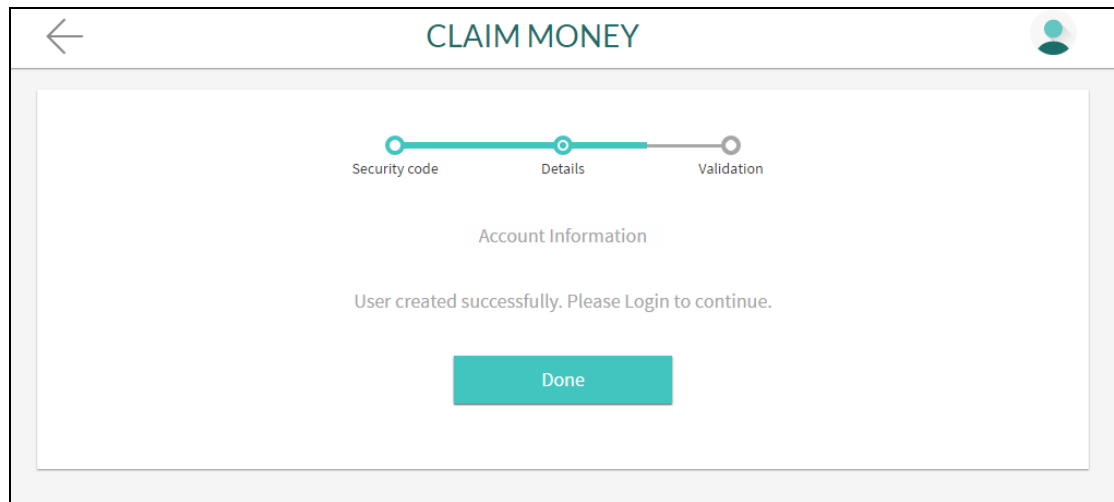 CLAIM MONEY
Security code Details Validation
Account Information
User created successfully. Please Login to continue.
Done